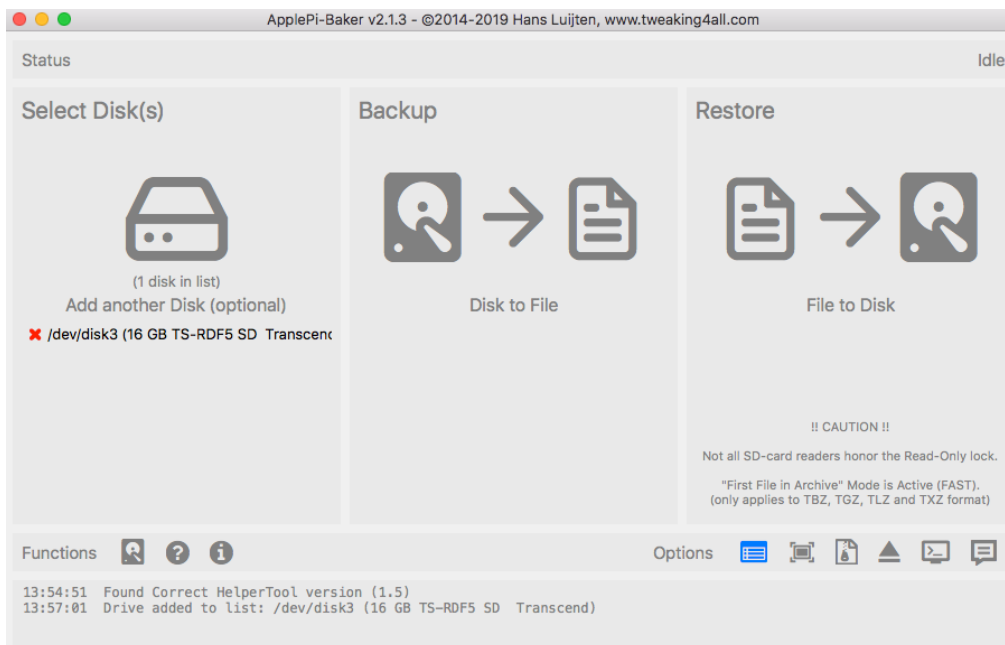 ApplePi-Baker v2.1.3 - ©2014-2019 Hans Luijten, www.tweaking4all.com
Status
Idle
Select Disk(s)
(1 disk in list)
Add another Disk (optional)
/dev/disk3 (16 GB TS-RDF5 SD  Transcend
Backup
Disk to File
Restore
File to Disk
!! CAUTION !!
Not all SD-card readers honor the Read-Only lock.
"First File in Archive" Mode is Active (FAST).
(only applies to TBZ, TGZ, TLZ and TXZ format)
Functions
Options
13:54:51  Found Correct HelperTool version (1.5)
13:57:01  Drive added to list: /dev/disk3 (16 GB TS-RDF5 SD  Transcend)